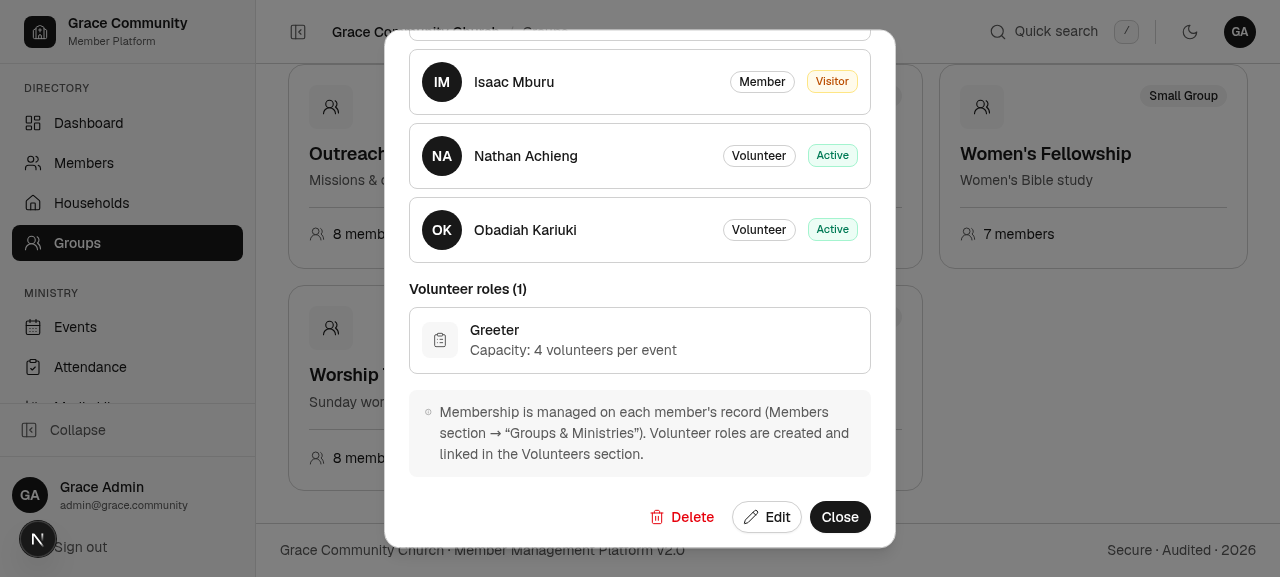 Grace Community
Member Platform
DIRECTORY
Dashboard
Members
Households
Groups
MINISTRY
Events
Attendance
Collapse
GA
Grace Admin
admin@grace.community
N
Sign out
Quick search
/
GA
Outreach
8 memb
Small Group
Women's Fellowship
Women's Bible study
7 members
Worship
Sunday wor
8 memb
IM
Isaac Mburu
Member
Visitor
NA
Nathan Achieng
Volunteer
Active
OK
Obadiah Kariuki
Volunteer
Active
Volunteer roles (1)
Greeter
Capacity: 4 volunteers per event
Membership is managed on each member's record (Members
section → “Groups & Ministries”). Volunteer roles are created and
linked in the Volunteers section.
Delete
Edit
Close
Grace Community Church · Member Management Platform v2.0
Secure · Audited · 2026